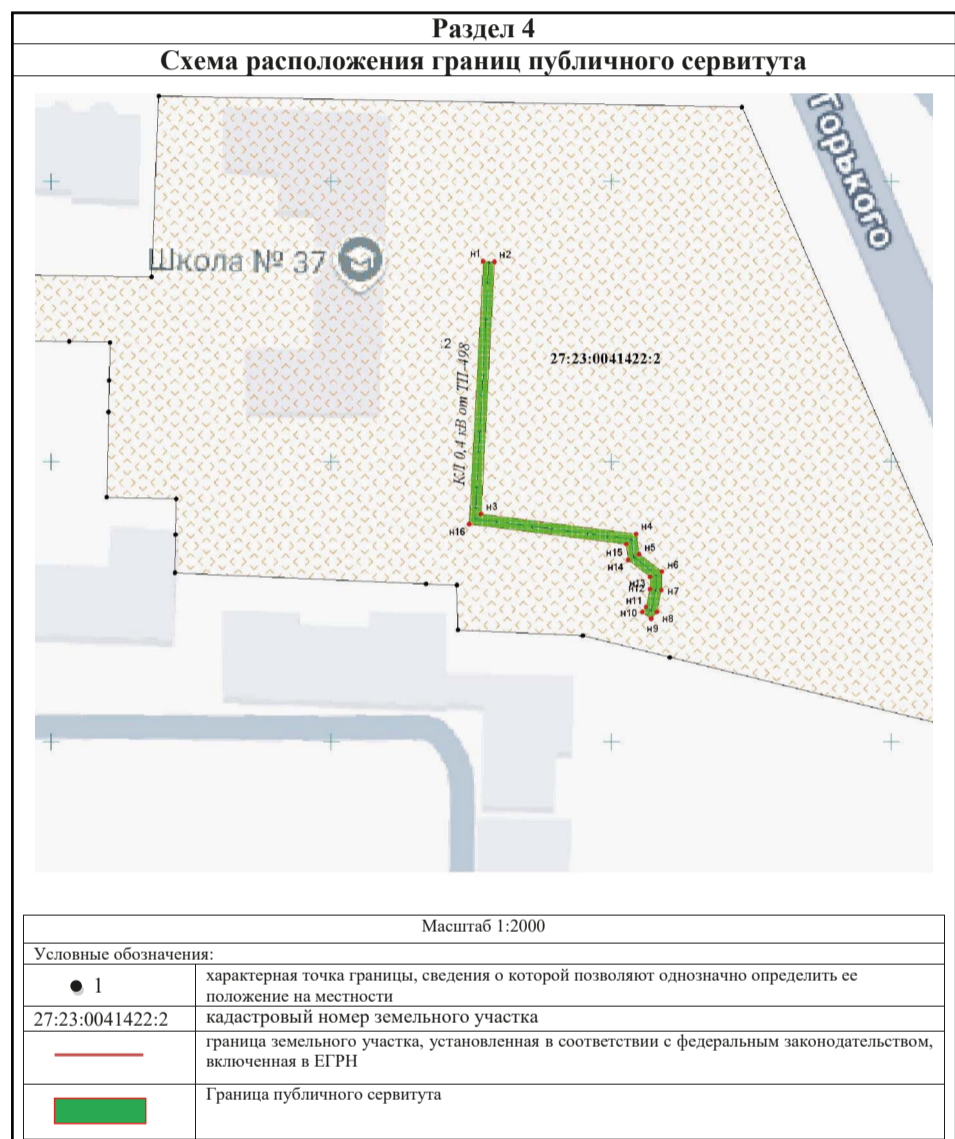 Раздел 4
Схема расположения границ публичного сервитута
Горького
Школа № 37
н1
н2
:2
27:23:0041422:2
КЛ 0,4 кВ от ТП-498
н3
н16
н4
н15
н5
н14
н6
н13
н12
н7
н11
н10
н8
н9
Масштаб 1:2000
Условные обозначения:
1
характерная точка границы, сведения о которой позволяют однозначно определить ее
положение на местности
27:23:0041422:2
кадастровый номер земельного участка
граница земельного участка, установленная в соответствии с федеральным законодательством,
включенная в ЕГРН
Граница публичного сервитута